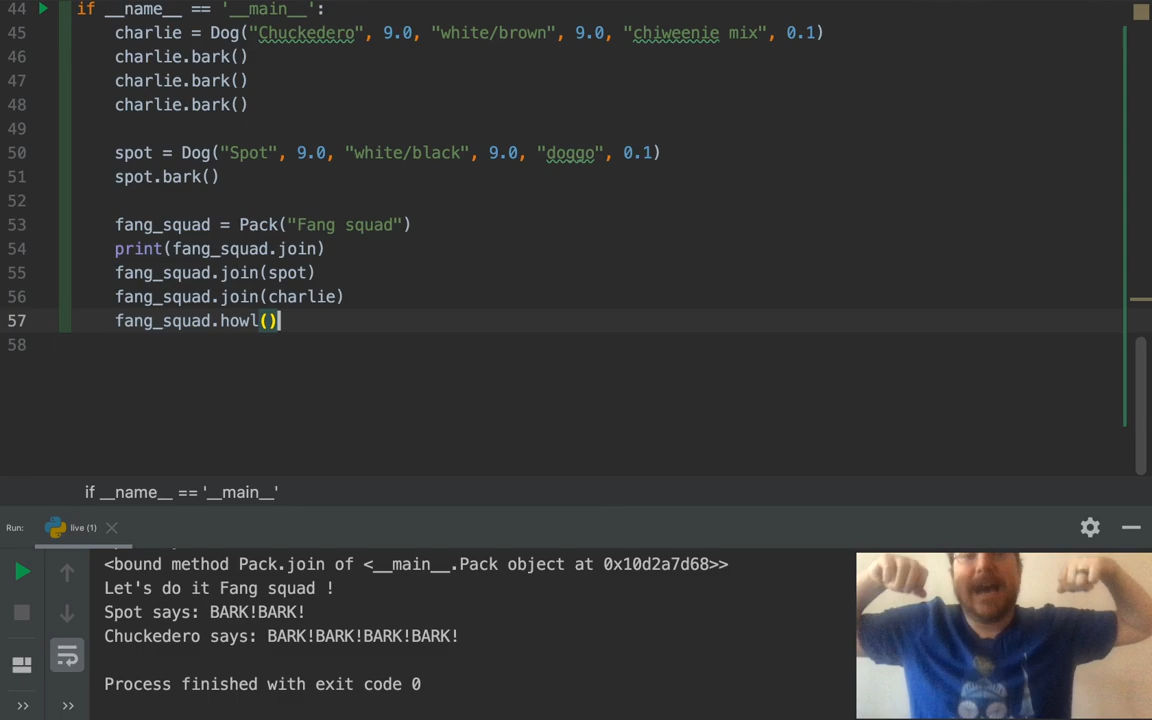 44 if __name__ == '__main__':
45 charlie = Dog("Chuckedero", 9.0, "white/brown", 9.0, "chiweenie mix", 0.1)
46 charlie.bark()
47 charlie.bark()
48 charlie.bark()
49
50 spot = Dog("Spot", 9.0, "white/black", 9.0, "doggo", 0.1)
51 spot.bark()
52
53 fang_squad = Pack("Fang squad")
54 print(fang_squad.join)
55 fang_squad.join(spot)
56 fang_squad.join(charlie)
57 fang_squad.howl()
58
if __name__ == '__main__'
Run: live (1)
<bound method Pack.join of <__main__.Pack object at 0x10d2a7d68>>
Let's do it Fang squad !
Spot says: BARK!BARK!
Chuckedero says: BARK!BARK!BARK!BARK!
Process finished with exit code 0